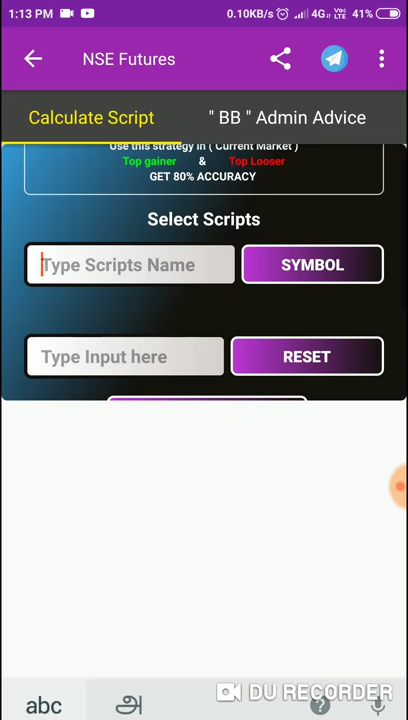 1:13 PM 0.10KB/s 4G VoLTE 41%
NSE Futures
Calculate Script " BB " Admin Advice
Use this strategy in ( Current Market )
Top gainer & Top Looser
GET 80% ACCURACY
Select Scripts
Type Scripts Name SYMBOL
Type Input here RESET
abc அ ?
DU RECORDER